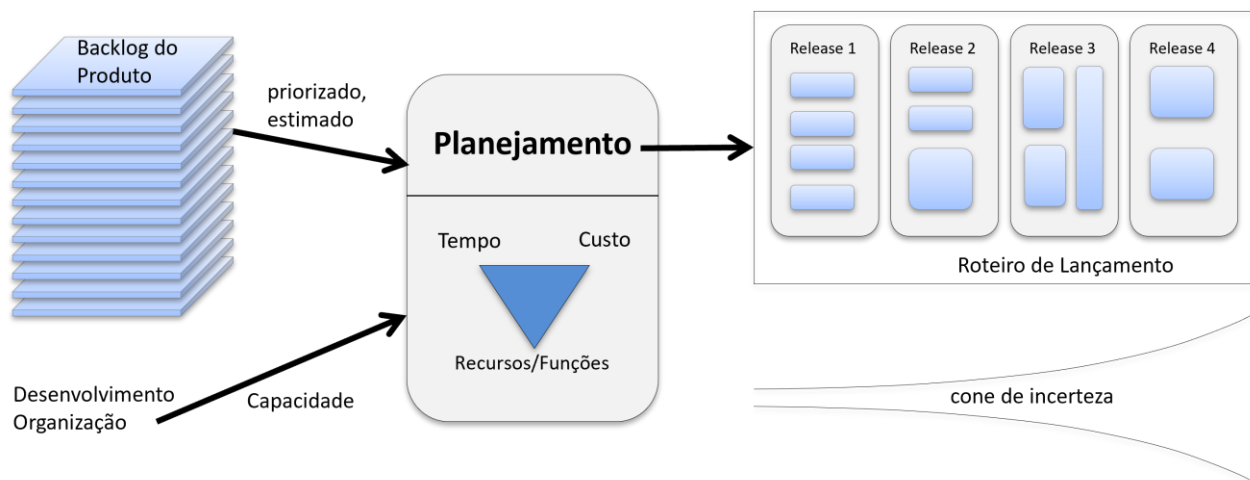 Backlog do
Produto
priorizado,
estimado
Planejamento
Tempo
Custo
Recursos/Funções
Desenvolvimento
Organização
Capacidade
Release 1
Release 2
Release 3
Release 4
Roteiro de Lançamento
cone de incerteza